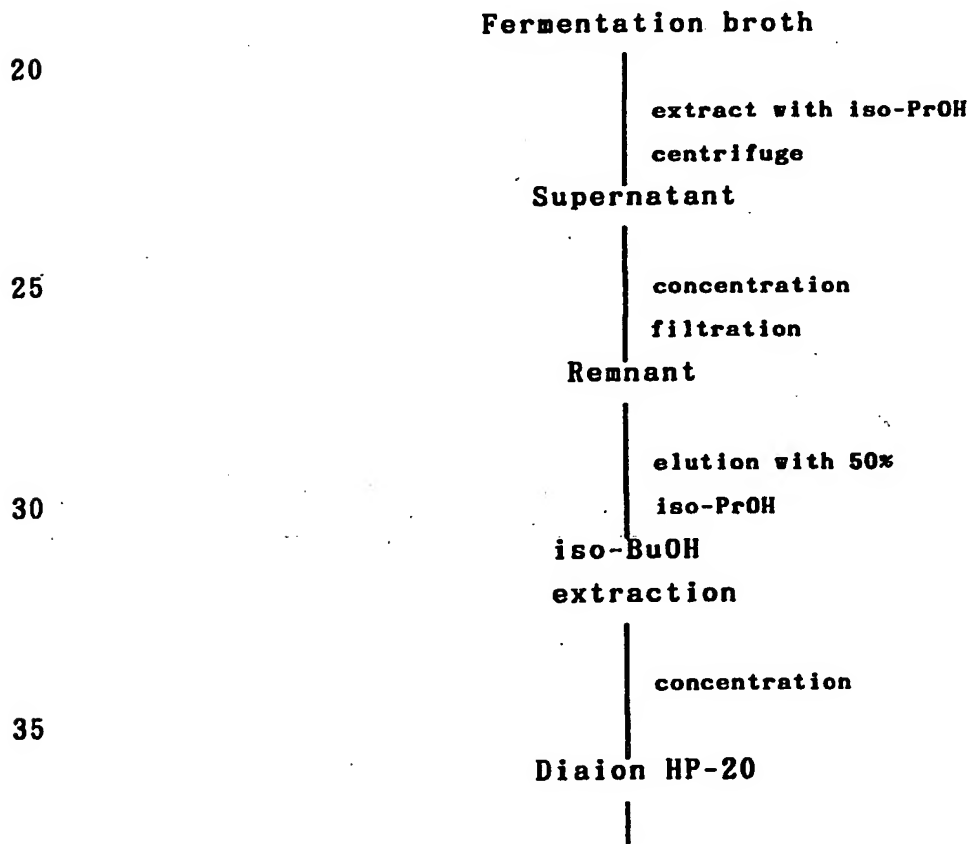 Fermentation broth
20
extract with iso-PrOH
centrifuge
Supernatant
25
concentration
filtration
Remnant
elution with 50%
30
iso-PrOH
iso-BuOH
extraction
concentration
35
Diaion HP-20